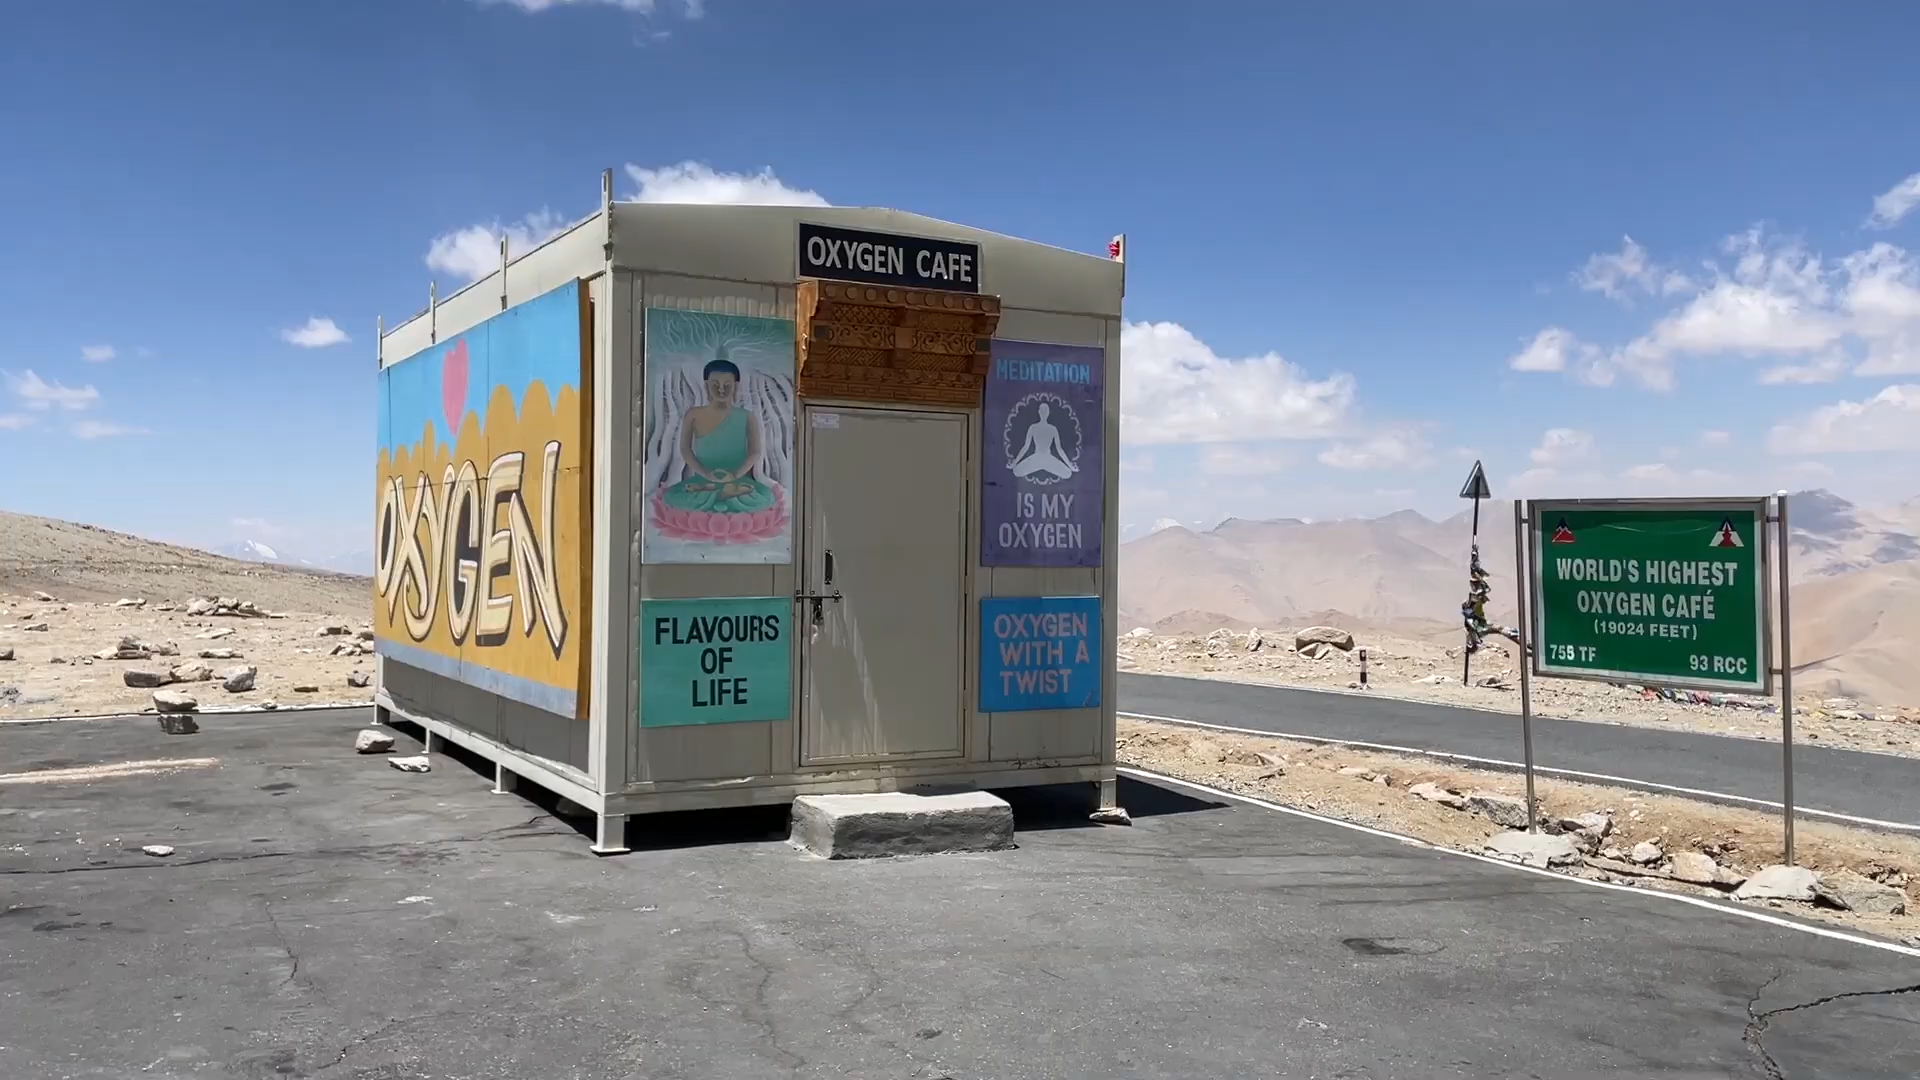 OXYGEN CAFE
OXYGEN
MEDITATION
IS MY
OXYGEN
FLAVOURS
OF
LIFE
OXYGEN
WITH A
TWIST
WORLD'S HIGHEST
OXYGEN CAFÉ
(19024 FEET)
755 TF
93 RCC